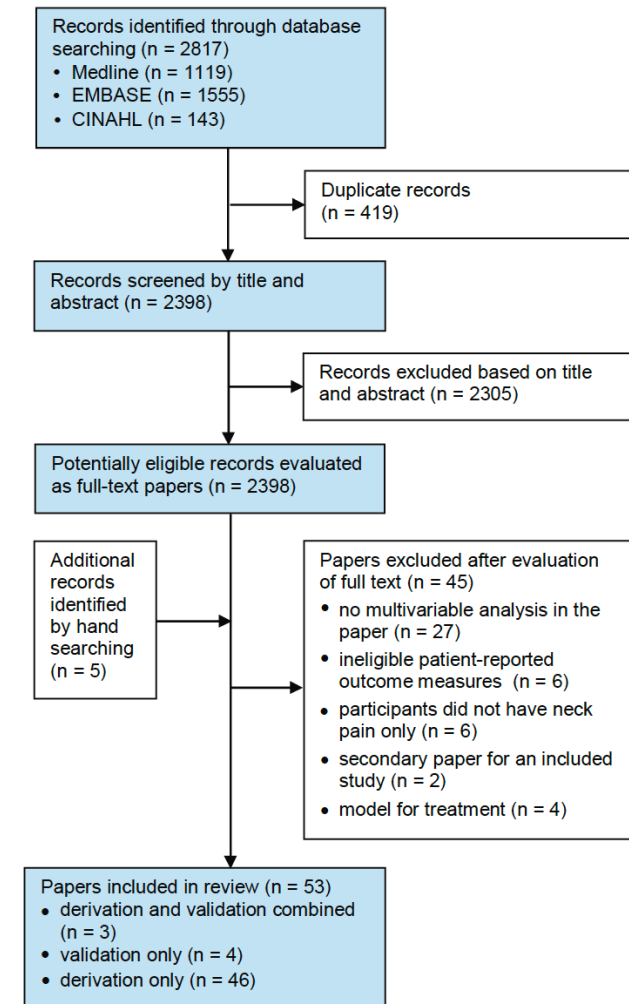 Records identified through database
searching (n = 2817)
• Medline (n = 1119)
• EMBASE (n = 1555)
• CINAHL (n = 143)
Duplicate records
(n = 419)
Records screened by title and
abstract (n = 2398)
Records excluded based on title
and abstract (n = 2305)
Potentially eligible records evaluated
as full-text papers (n = 2398)
Additional
records
identified
by hand
searching
(n = 5)
Papers excluded after evaluation
of full text (n = 45)
• no multivariable analysis in the
paper (n = 27)
• ineligible patient-reported
outcome measures (n = 6)
• participants did not have neck
pain only (n = 6)
• secondary paper for an included
study (n = 2)
• model for treatment (n = 4)
Papers included in review (n = 53)
• derivation and validation combined
(n = 3)
• validation only (n = 4)
• derivation only (n = 46)